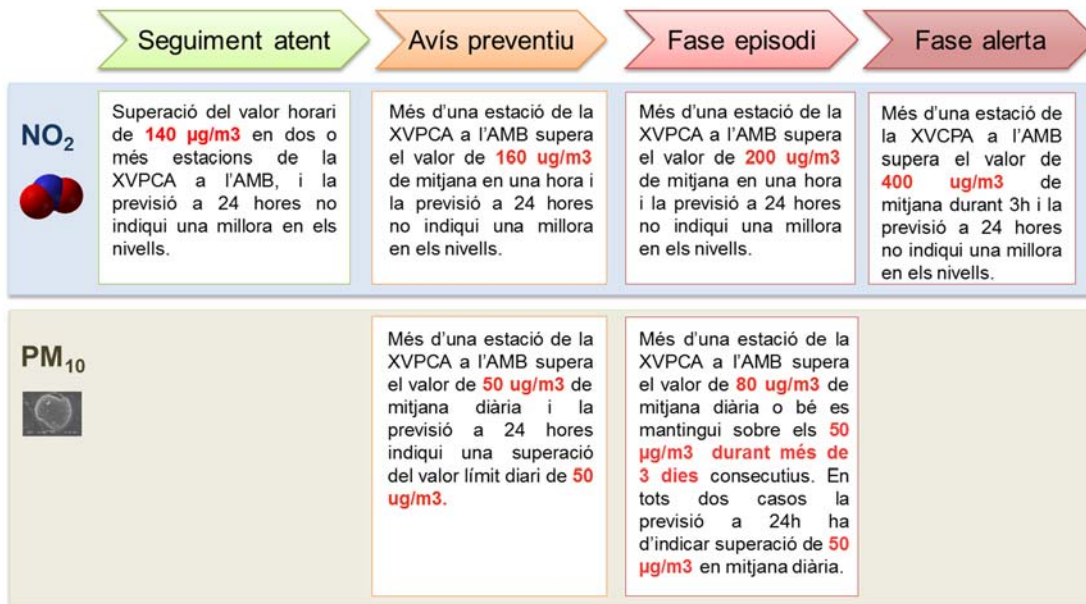 Seguiment atent
Avís preventiu
Fase episodi
Fase alerta
NO2
Superació del valor horari
de 140 µg/m3 en dos o
més estacions de la
XVPCA a l'AMB, i la
previsió a 24 hores no
indiqui una millora en els
nivells.
Més d'una estació de la
XVPCA a l'AMB supera
el valor de 160 ug/m3
de mitjana en una hora i
la previsió a 24 hores
no indiqui una millora
en els nivells.
Més d'una estació de la
XVPCA a l'AMB supera
el valor de 200 ug/m3
de mitjana en una hora
i la previsió a 24 hores
no indiqui una millora
en els nivells.
Més d'una estació de
la XVCPA a l'AMB
supera el valor de
400 ug/m3 de
mitjana durant 3h i la
previsió a 24 hores
no indiqui una millora
en els nivells.
PM10
Més d'una estació de la
XVPCA a l'AMB supera
el valor de 50 ug/m3 de
mitjana diària i la
previsió a 24 hores
indiqui una superació
del valor límit diari de 50
ug/m3.
Més d'una estació de la
XVPCA a l'AMB supera
el valor de 80 ug/m3 de
mitjana diària o bé es
mantingui sobre els 50
µg/m3 durant més de
3 dies consecutius. En
tots dos casos la
previsió a 24h ha
d'indicar superació de 50
µg/m3 en mitjana diària.